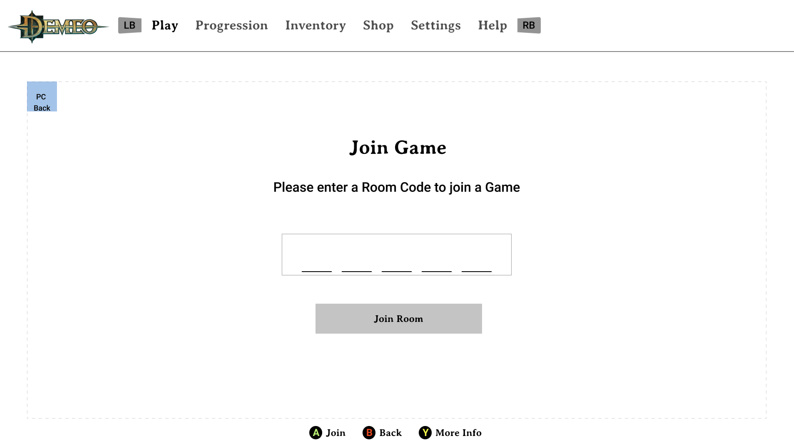 DEMEO
LB Play Progression Inventory Shop Settings Help RB
PC
Back
Join Game
Please enter a Room Code to join a Game
Join Room
A Join B Back Y More Info